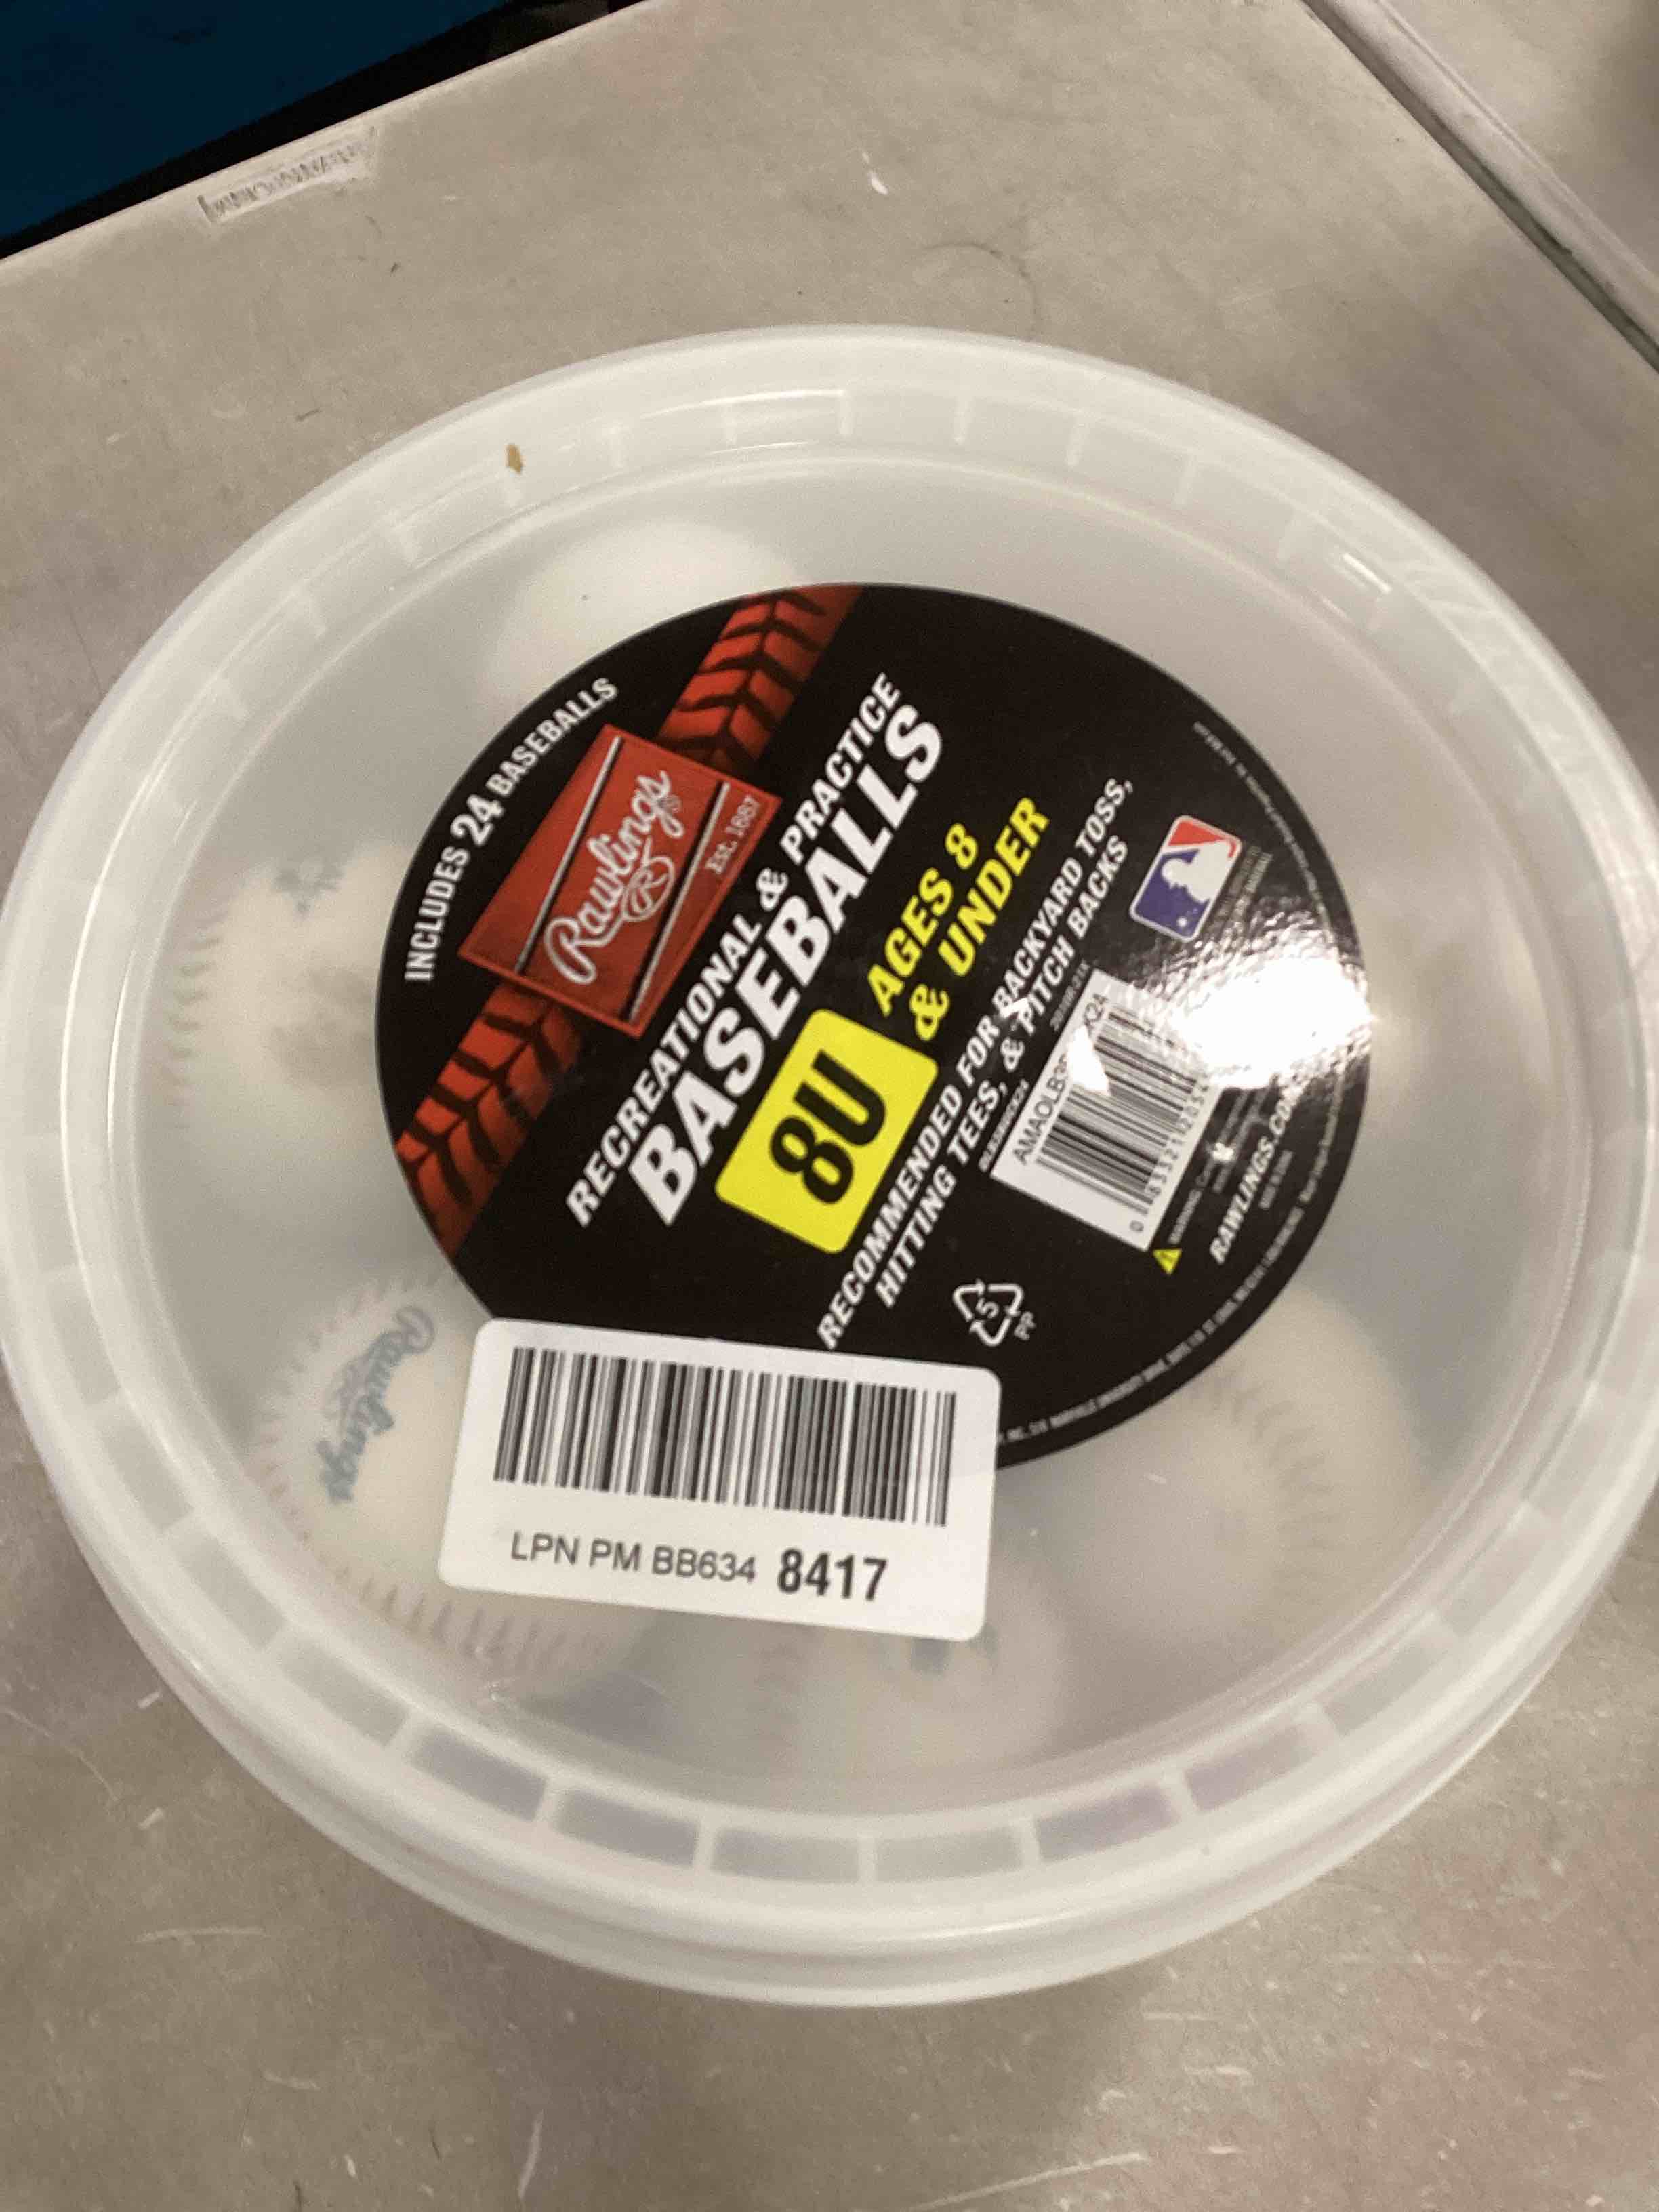 INCLUDES 24 BASEBALLS
Rawlings
R
Est. 1887
RECREATIONAL & PRACTICE
BASEBALLS
8U
AGES 8
& UNDER
RECOMMENDED FOR BACKYARD TOSS,
HITTING TEES, & PITCH BACKS
5
PP
RAWLINGS.COM
LPN PM BB634 8417
Rawlings